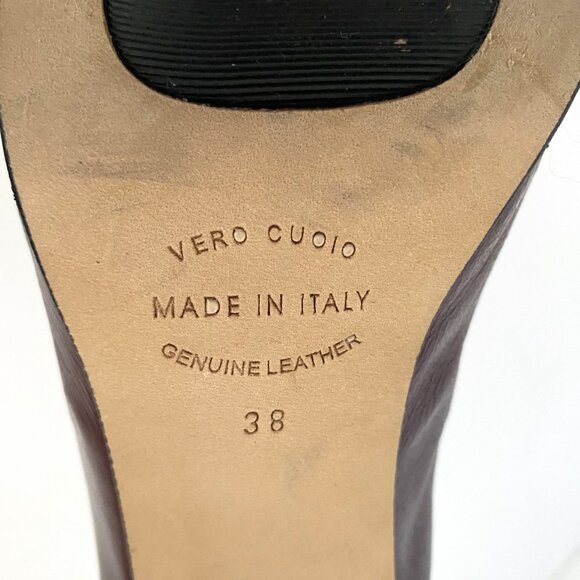 VERO CUOIO
MADE IN ITALY
GENUINE LEATHER
38